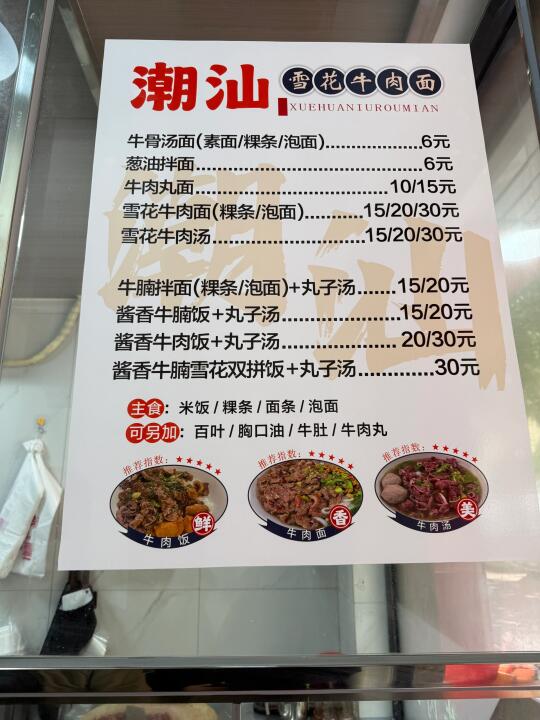 潮汕 雪花牛肉面
XUEHUANIUROUMIAN
牛骨汤面(素面/粿条/泡面)......................6元
葱油拌面......................................6元
牛肉丸面................................10/15元
雪花牛肉面(粿条/泡面)..........15/20/30元
雪花牛肉汤..........................15/20/30元
牛腩拌面(粿条/泡面)+丸子汤.......15/20元
酱香牛腩饭+丸子汤....................15/20元
酱香牛肉饭+丸子汤....................20/30元
酱香牛腩雪花双拼饭+丸子汤.............30元
主食：米饭/粿条/面条/泡面
可另加：百叶/胸口油/牛肚/牛肉丸
推荐指数：★★★★★ 推荐指数：★★★★★ 推荐指数：★★★★★
牛肉饭 鲜 牛肉面 香 牛肉汤 美
潮汕